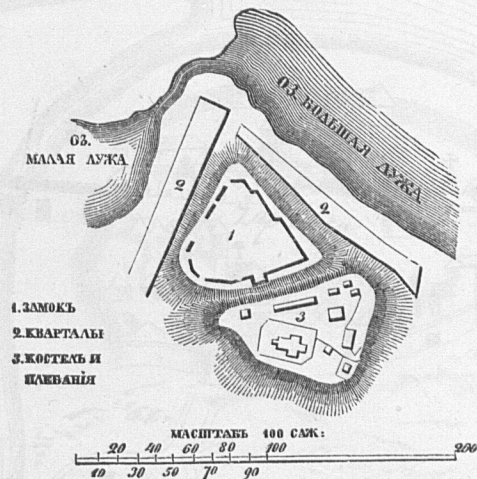 ОЗ. БОЛЬШАЯ ЛУЖА
ОЗ.
МАЛАЯ ЛУЖА
2
2
1
3
1. ЗАМОКЪ
2. КВАРТАЛЫ
3. КОСТЕЛЪ И
ПЛЕБАНІЯ
МАСШТАБЪ 100 САЖ:
20 40 60 80 100 200
10 30 50 70 90